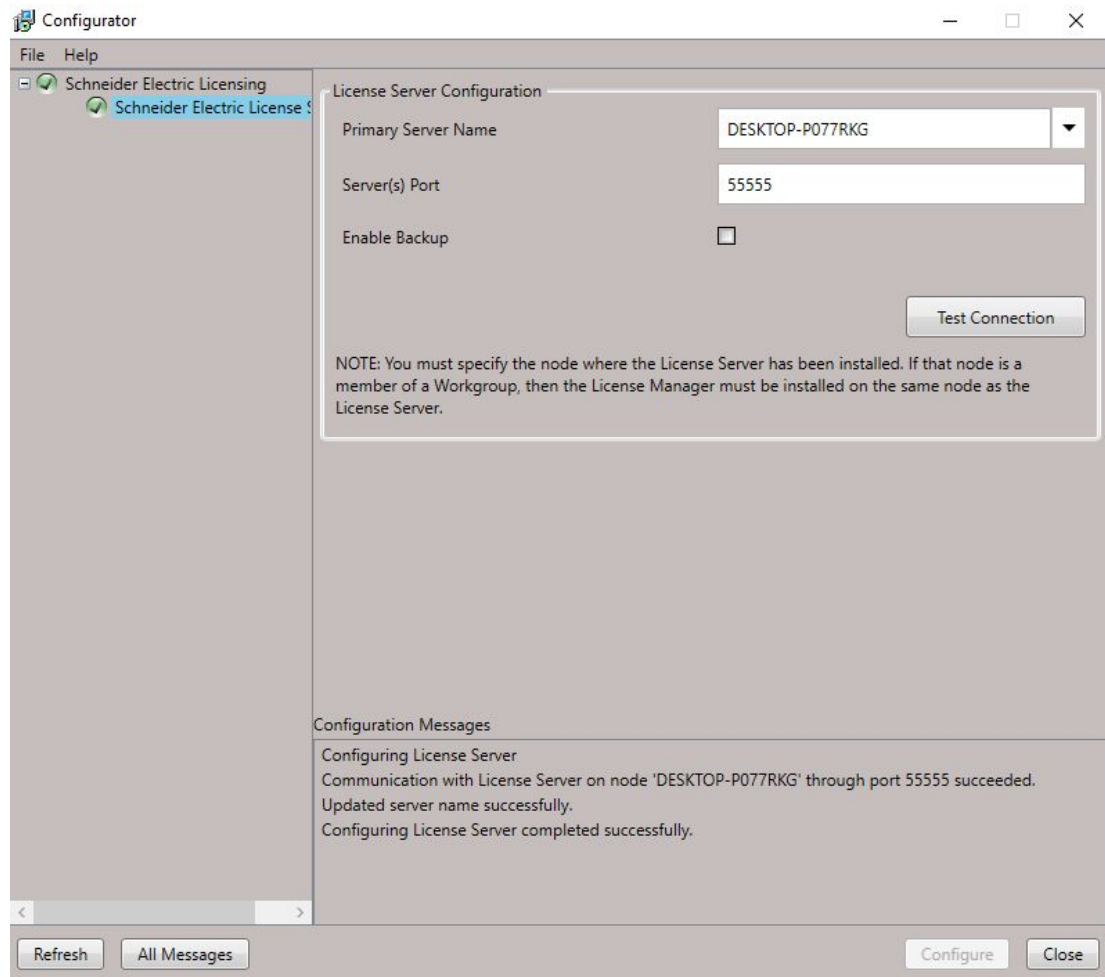 Configurator
File Help
Schneider Electric Licensing
Schneider Electric License
License Server Configuration
Primary Server Name
DESKTOP-P077RKG
Server(s) Port
55555
Enable Backup
Test Connection
NOTE: You must specify the node where the License Server has been installed. If that node is a
member of a Workgroup, then the License Manager must be installed on the same node as the
License Server.
Configuration Messages
Configuring License Server
Communication with License Server on node 'DESKTOP-P077RKG' through port 55555 succeeded.
Updated server name successfully.
Configuring License Server completed successfully.
Refresh
All Messages
Configure
Close